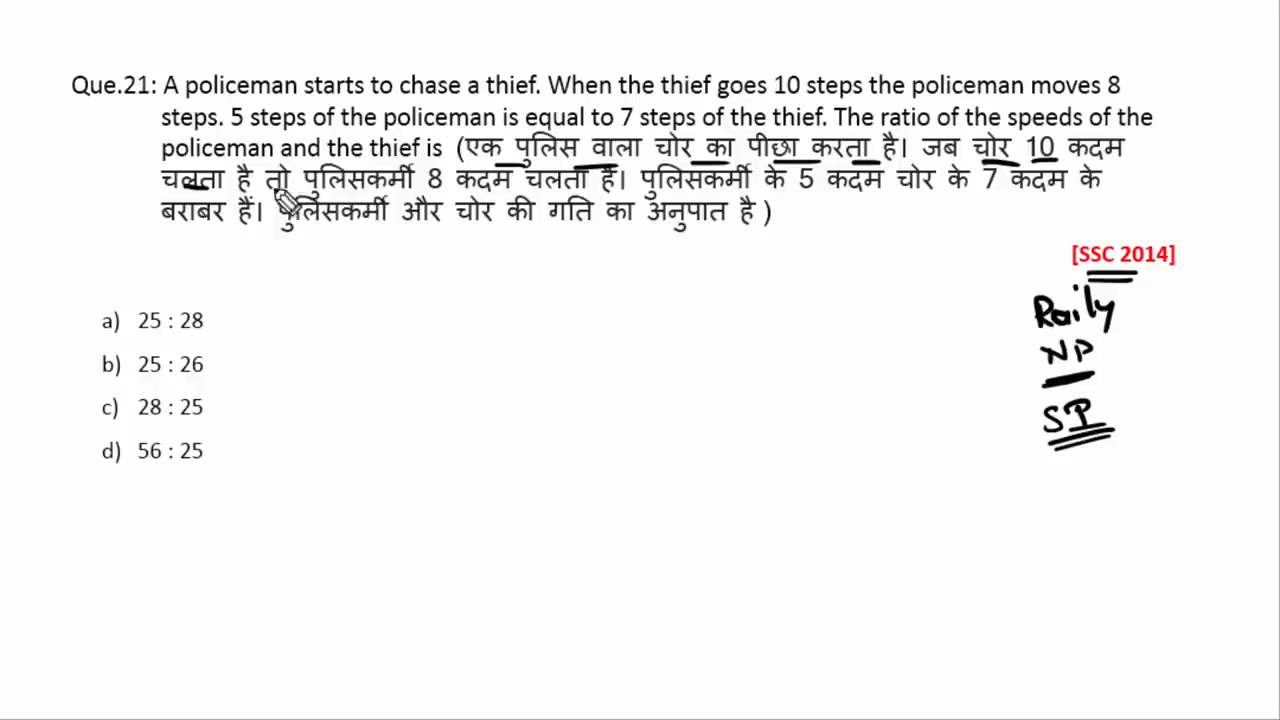 Que.21: A policeman starts to chase a thief. When the thief goes 10 steps the policeman moves 8
steps. 5 steps of the policeman is equal to 7 steps of the thief. The ratio of the speeds of the
policeman and the thief is (एक पुलिस वाला चोर का पीछा करता है। जब चोर 10 कदम
चलता है तो पुलिसकर्मी 8 कदम चलता है। पुलिसकर्मी के 5 कदम चोर के 7 कदम के
बराबर हैं। पुलिसकर्मी और चोर की गति का अनुपात है )
[SSC 2014]
Raily
NP
SP
a) 25 : 28
b) 25 : 26
c) 28 : 25
d) 56 : 25